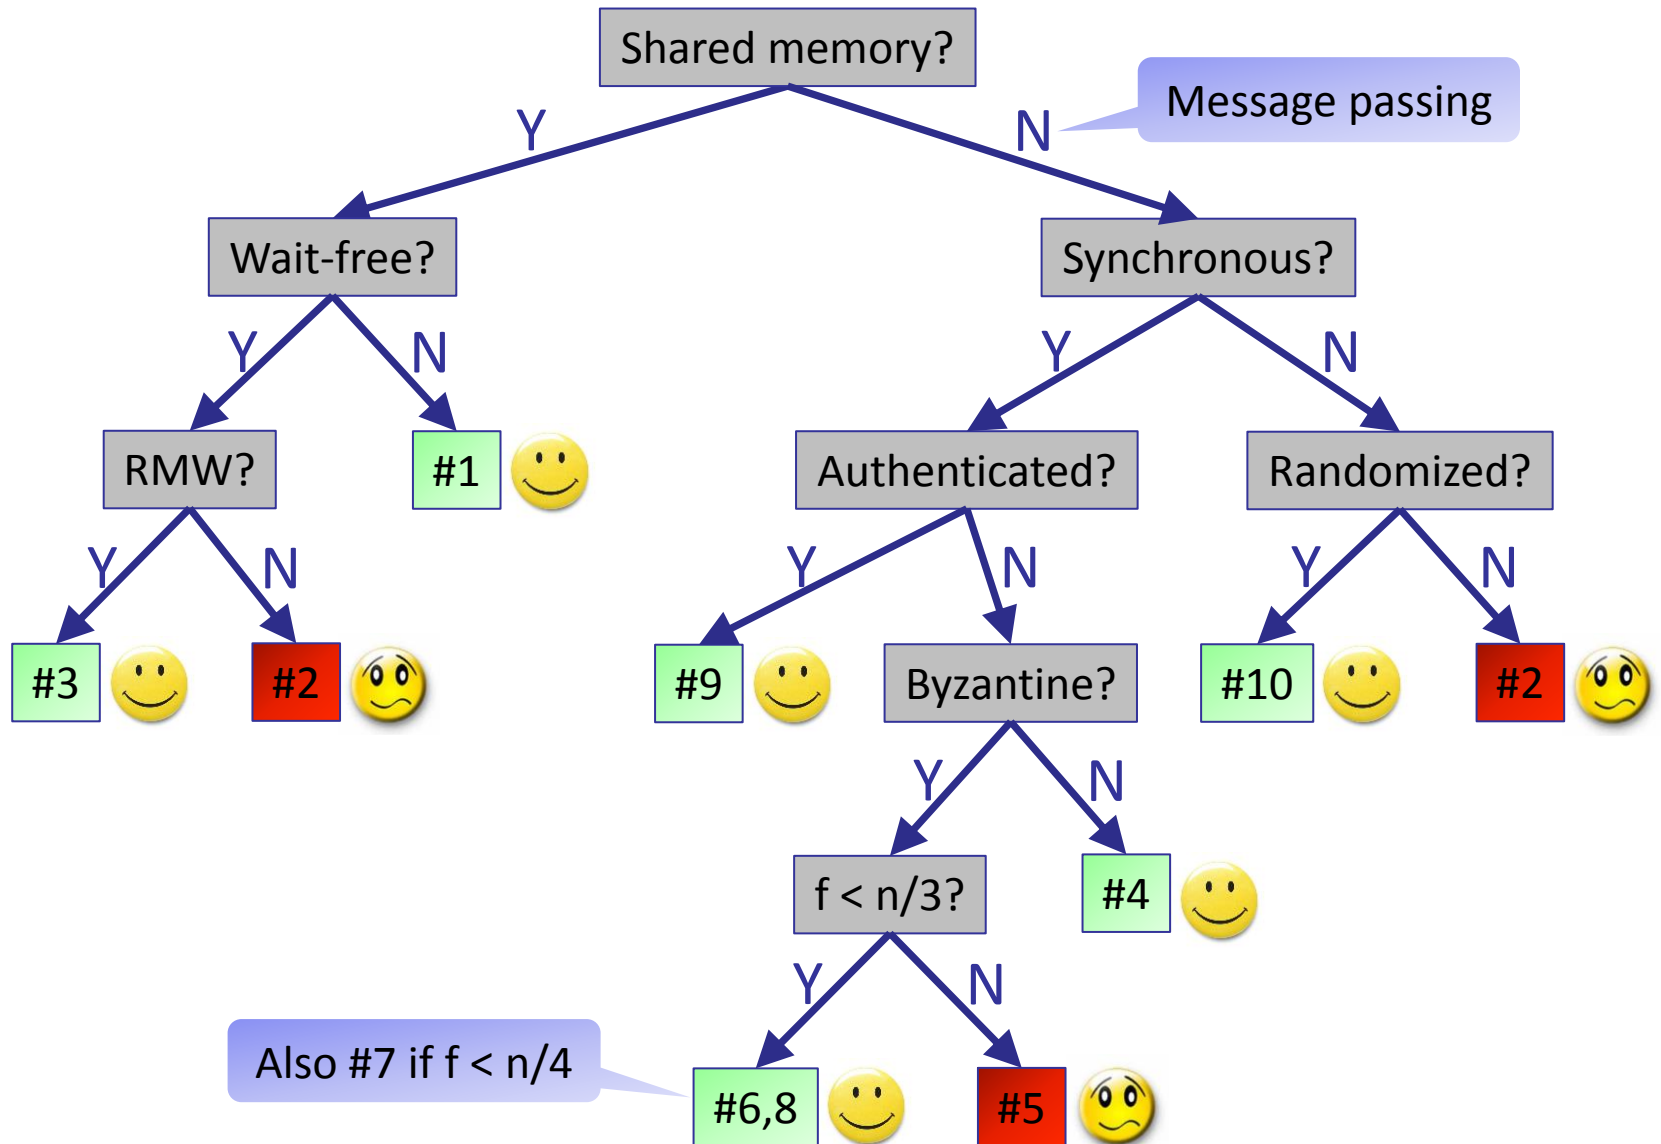 Shared memory?
Message passing
Y
N
Wait-free?
Synchronous?
Y
N
Y
N
RMW?
#1
Authenticated?
Randomized?
Y
N
Y
N
Y
N
#3
#2
#9
Byzantine?
#10
#2
Y
N
f < n/3?
#4
Y
N
Also #7 if f < n/4
#6,8
#5